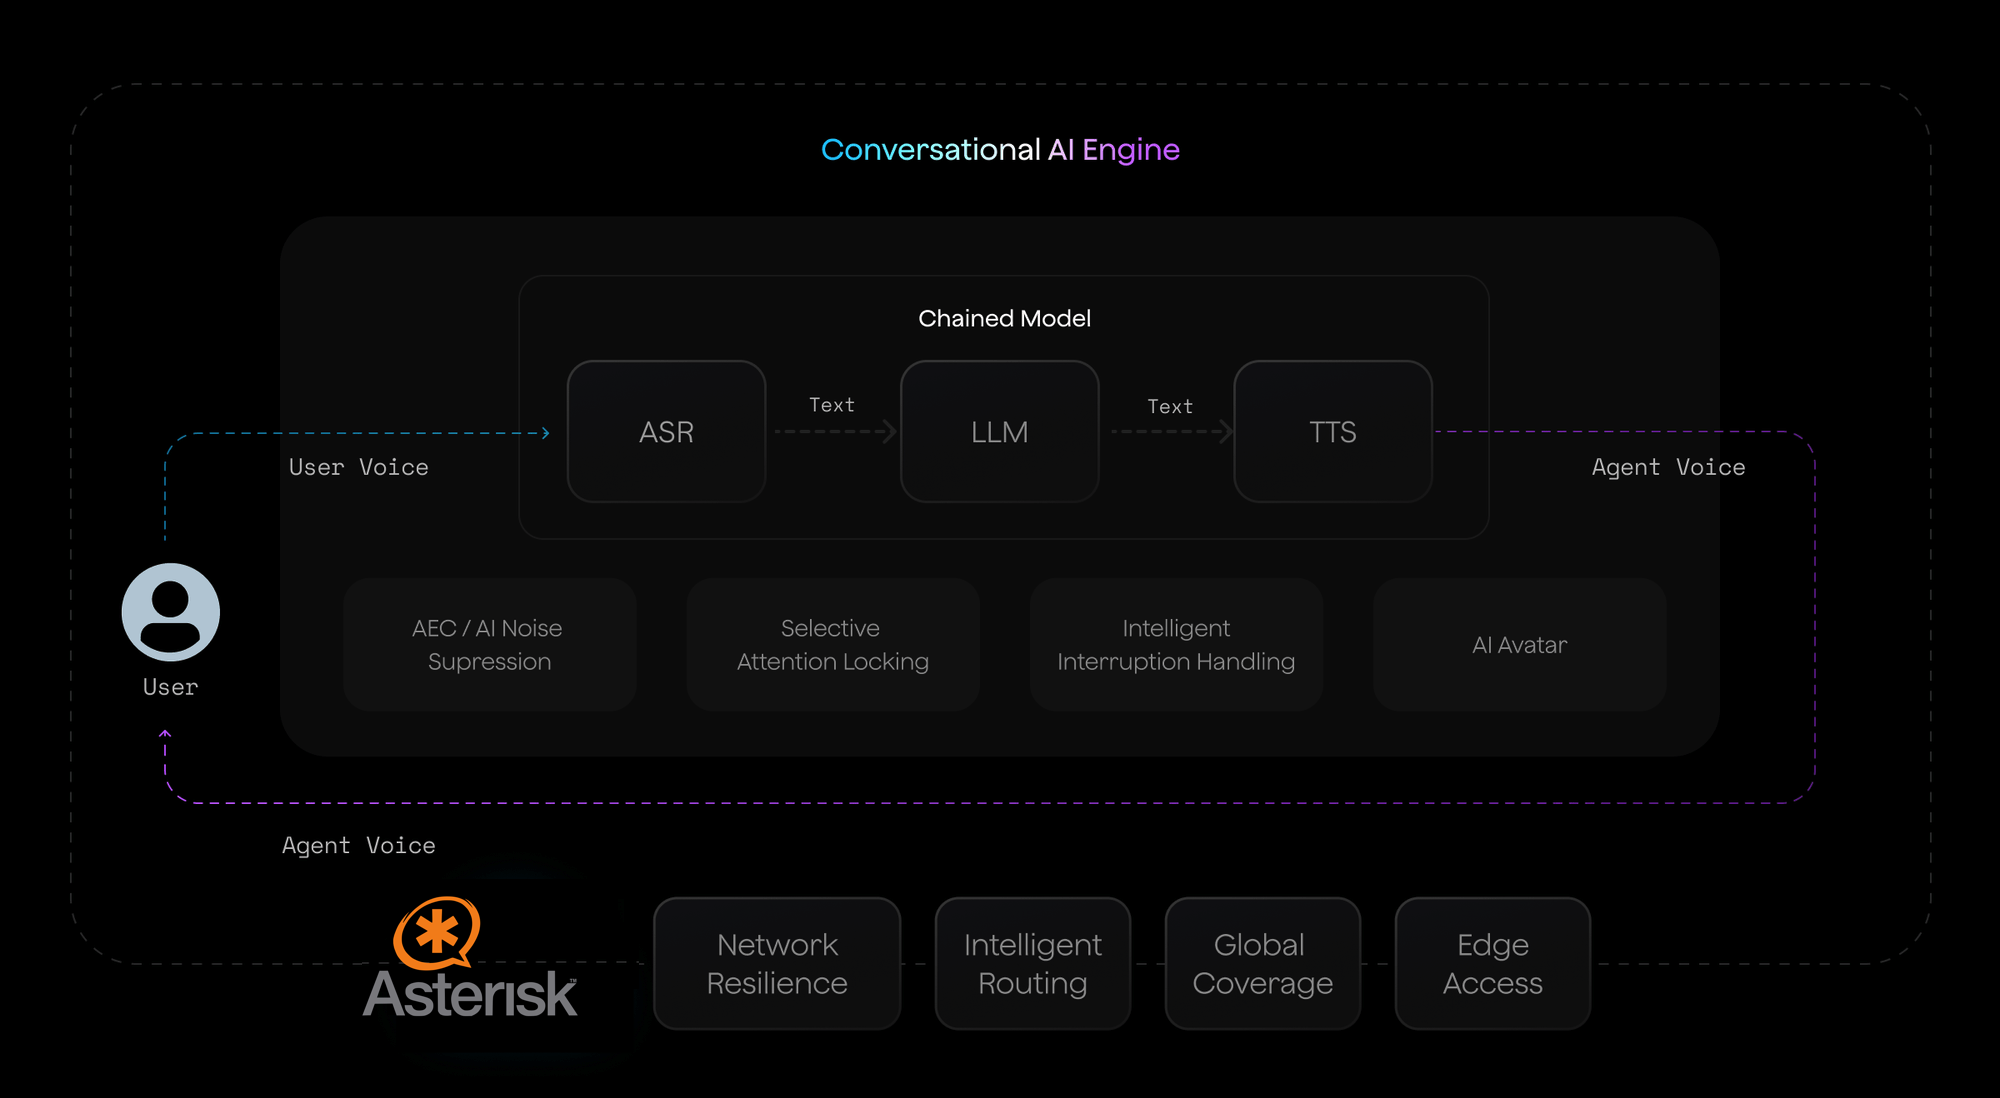 Conversational AI Engine
Chained Model
ASR
Text
LLM
Text
TTS
User Voice
Agent Voice
AEC / AI Noise
Supression
Selective
Attention Locking
Intelligent
Interruption Handling
AI Avatar
User
Agent Voice
Asterisk™
Network
Resilience
Intelligent
Routing
Global
Coverage
Edge
Access